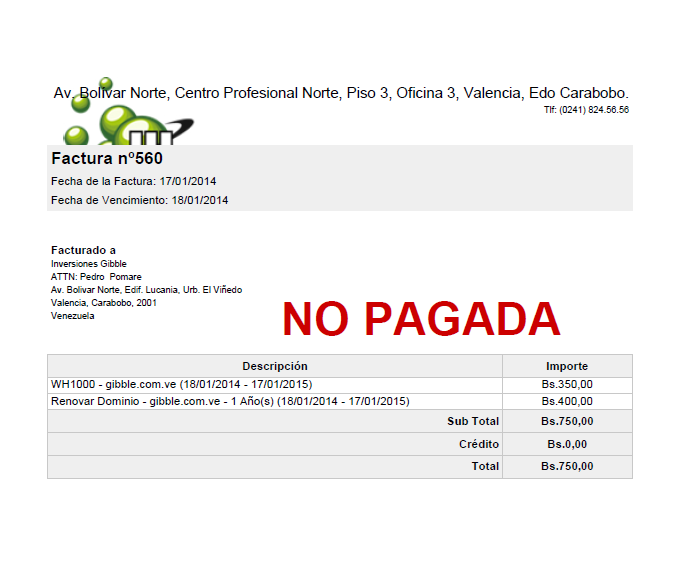 Av. Bolívar Norte, Centro Profesional Norte, Piso 3, Oficina 3, Valencia, Edo Carabobo.
Tlf: (0241) 824.56.56
Factura nº560
Fecha de la Factura: 17/01/2014
Fecha de Vencimiento: 18/01/2014
Facturado a
Inversiones Gibble
ATTN: Pedro Pomare
Av. Bolivar Norte, Edif. Lucania, Urb. El Viñedo
Valencia, Carabobo, 2001
Venezuela
NO PAGADA
Descripción Importe
WH1000 - gibble.com.ve (18/01/2014 - 17/01/2015) Bs.350,00
Renovar Dominio - gibble.com.ve - 1 Año(s) (18/01/2014 - 17/01/2015) Bs.400,00
Sub Total Bs.750,00
Crédito Bs.0,00
Total Bs.750,00